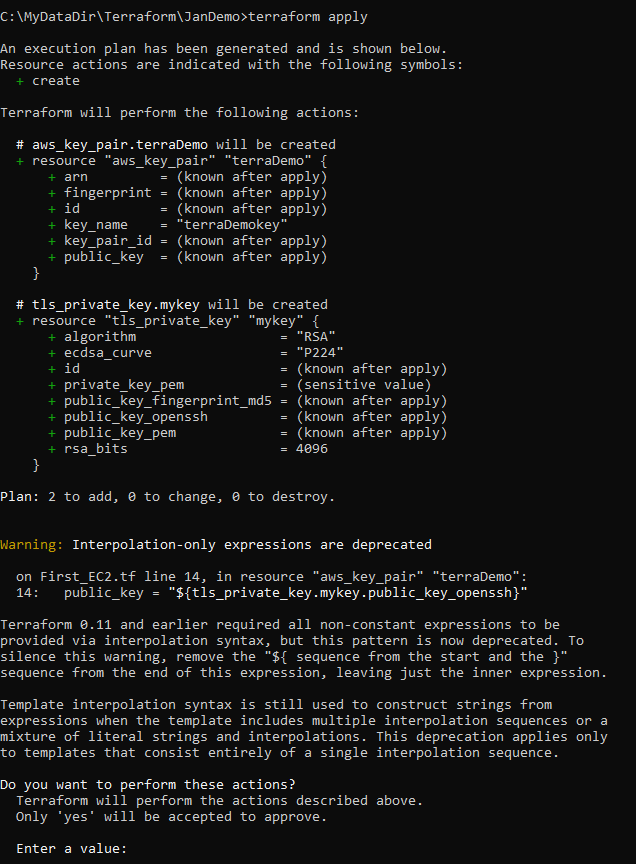 C:\MyDataDir\Terraform\JanDemo>terraform apply
An execution plan has been generated and is shown below.
Resource actions are indicated with the following symbols:
  + create
Terraform will perform the following actions:
  # aws_key_pair.terraDemo will be created
  + resource "aws_key_pair" "terraDemo" {
      + arn         = (known after apply)
      + fingerprint = (known after apply)
      + id          = (known after apply)
      + key_name    = "terraDemokey"
      + key_pair_id = (known after apply)
      + public_key  = (known after apply)
    }
  # tls_private_key.mykey will be created
  + resource "tls_private_key" "mykey" {
      + algorithm                  = "RSA"
      + ecdsa_curve                = "P224"
      + id                         = (known after apply)
      + private_key_pem            = (sensitive value)
      + public_key_fingerprint_md5 = (known after apply)
      + public_key_openssh         = (known after apply)
      + public_key_pem             = (known after apply)
      + rsa_bits                   = 4096
    }
Plan: 2 to add, 0 to change, 0 to destroy.
Warning: Interpolation-only expressions are deprecated
  on First_EC2.tf line 14, in resource "aws_key_pair" "terraDemo":
  14:   public_key = "${tls_private_key.mykey.public_key_openssh}"
Terraform 0.11 and earlier required all non-constant expressions to be
provided via interpolation syntax, but this pattern is now deprecated. To
silence this warning, remove the "${ sequence from the start and the }"
sequence from the end of this expression, leaving just the inner expression.
Template interpolation syntax is still used to construct strings from
expressions when the template includes multiple interpolation sequences or a
mixture of literal strings and interpolations. This deprecation applies only
to templates that consist entirely of a single interpolation sequence.
Do you want to perform these actions?
  Terraform will perform the actions described above.
  Only 'yes' will be accepted to approve.
  Enter a value: